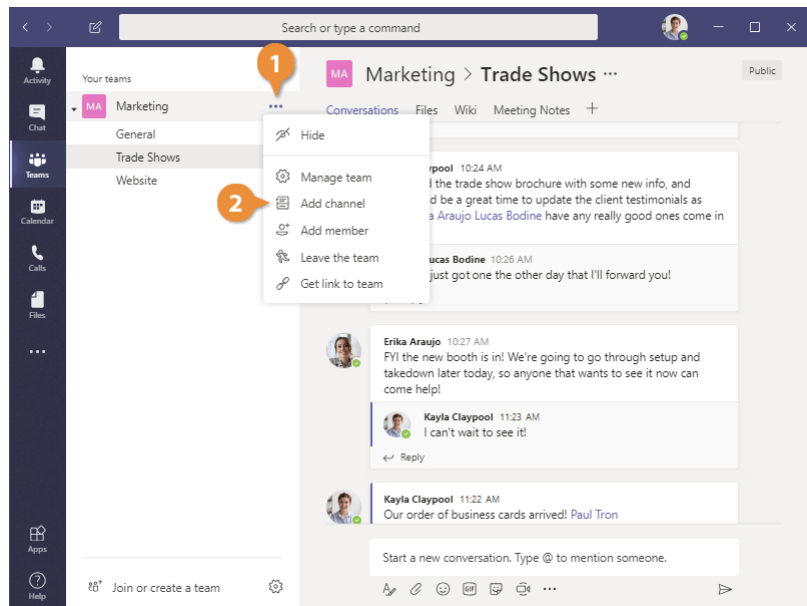 Search or type a command
Activity
Chat
Teams
Calendar
Calls
Files
Apps
Help
Your teams
MA Marketing
General
Trade Shows
Website
1
2
Hide
Manage team
Add channel
Add member
Leave the team
Get link to team
Join or create a team
MA Marketing > Trade Shows ...
Public
Conversations Files Wiki Meeting Notes
ypool 10:24 AM
the trade show brochure with some new info, and
d be a great time to update the client testimonials as
a Araujo Lucas Bodine have any really good ones come in
ucas Bodine 10:26 AM
just got one the other day that I'll forward you!
Erika Araujo 10:27 AM
FYI the new booth is in! We're going to go through setup and
takedown later today, so anyone that wants to see it now can
come help!
Kayla Claypool 11:23 AM
I can't wait to see it!
Reply
Kayla Claypool 11:22 AM
Our order of business cards arrived! Paul Tron
Start a new conversation. Type @ to mention someone.
GIF